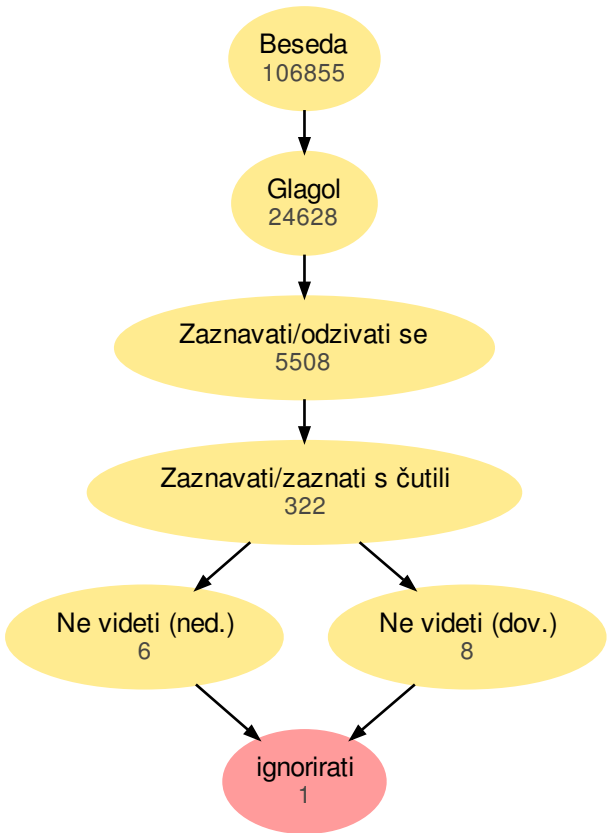 Beseda
106855
Glagol
24628
Zaznavati/odzivati se
5508
Zaznavati/zaznati s čutili
322
Ne videti (ned.)
6
Ne videti (dov.)
8
ignorirati
1